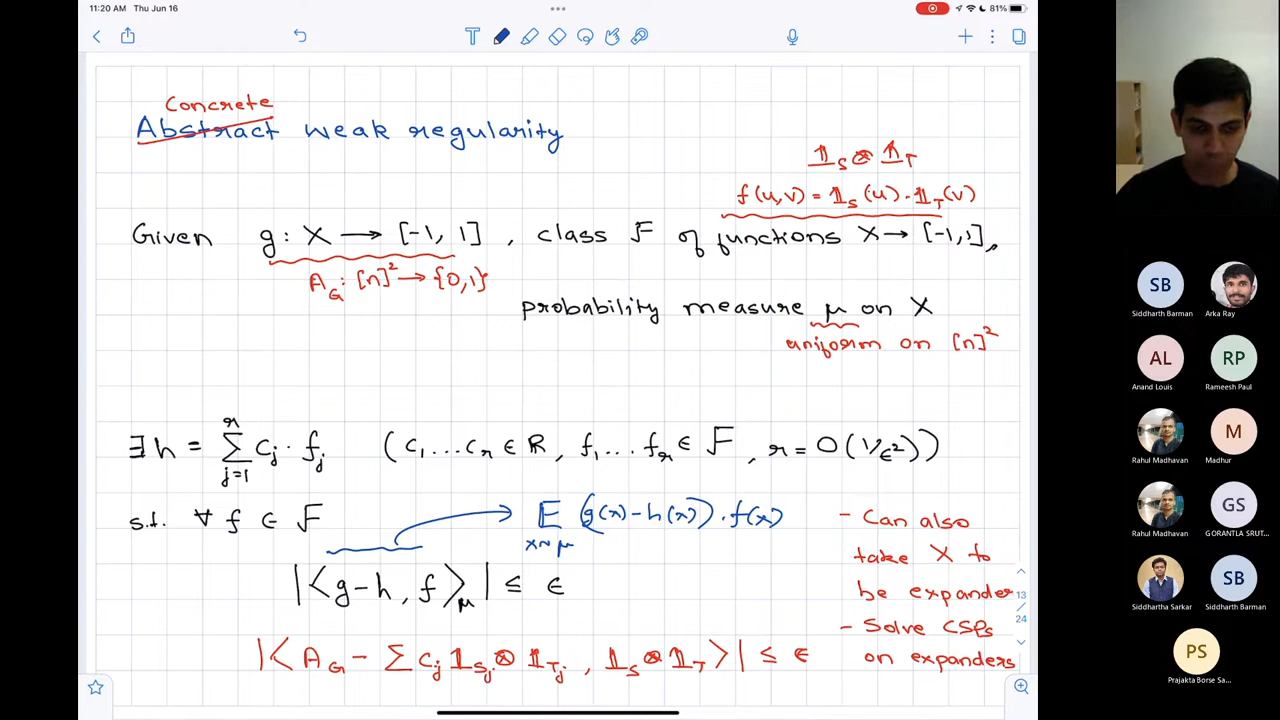 11:20 AM Thu Jun 16
81%
T
Concrete
Abstract weak regularity
𝟙_S ⊗ 𝟙_T
f(u,v) = 𝟙_S(u) · 𝟙_T(v)
Given g: X → [-1, 1] , class F of functions X → [-1,1],
A_G : [n]² → {0,1}
probability measure μ on X
uniform on [n]²
∃ h = Σ_{j=1}^{r} c_j · f_j (c_1 ... c_r ∈ ℝ, f_1 ... f_r ∈ F, r = O(1/ϵ²))
s.t. ∀ f ∈ F
E_{x∼μ} (g(x) - h(x)) · f(x)
|⟨g-h, f⟩_μ| ≤ ϵ
|⟨A_G - Σ c_j 𝟙_{S_j} ⊗ 𝟙_{T_j}, 𝟙_S ⊗ 𝟙_T⟩| ≤ ϵ
- Can also
take X to
be expander
- Solve CSPs
on expanders
13
/
24
SB
Siddharth Barman
Arka Ray
AL
Anand Louis
RP
Rameesh Paul
Rahul Madhavan
M
Madhur
Rahul Madhavan
GS
GORANTLA SRUT...
Siddhartha Sarkar
SB
Siddharth Barman
PS
Prajakta Borse Sa...